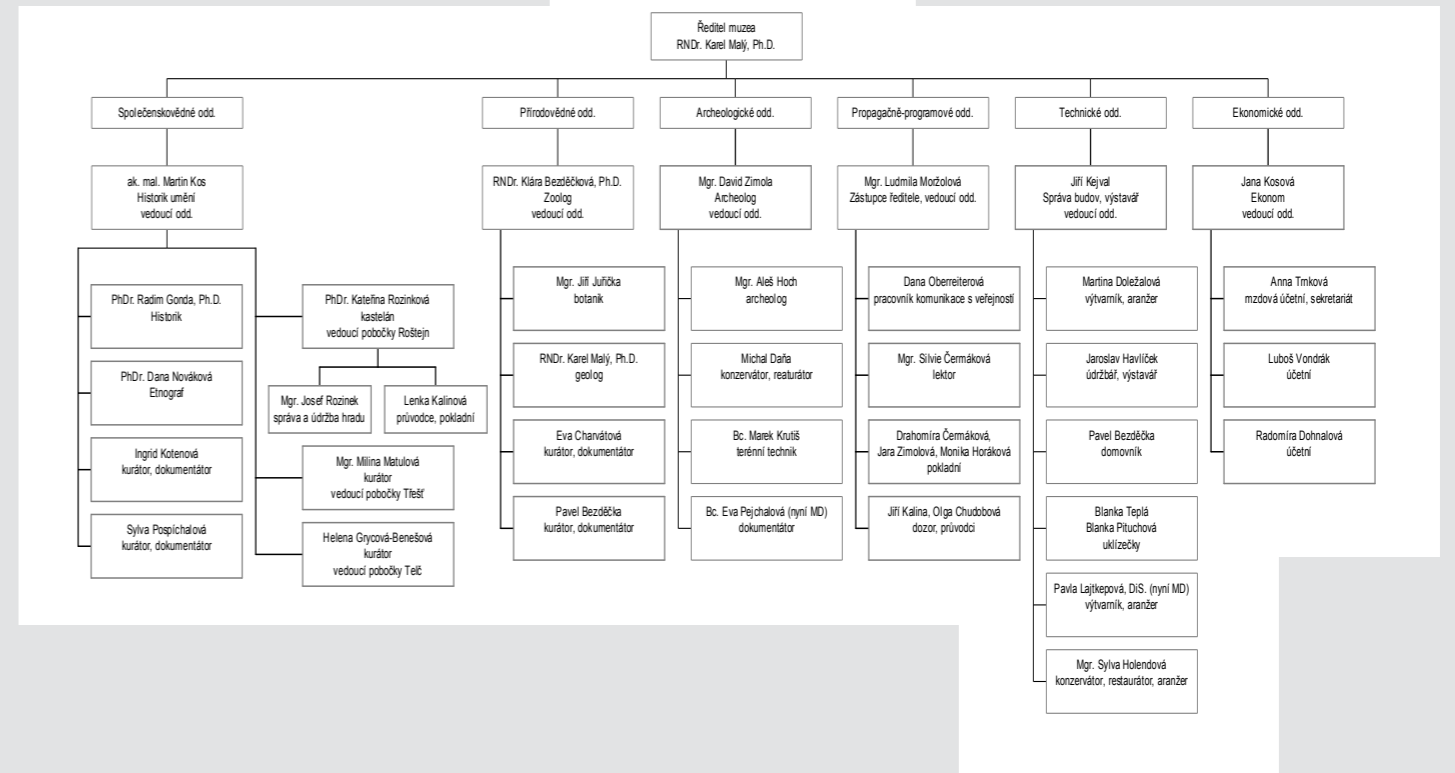 Ředitel muzea
RNDr. Karel Malý, Ph.D.
Společenskovědné odd.
Přírodovědné odd.
Archeologické odd.
Propagačně-programové odd.
Technické odd.
Ekonomické odd.
ak. mal. Martin Kos
Historik umění
vedoucí odd.
RNDr. Klára Bezděčková, Ph.D.
Zoolog
vedoucí odd.
Mgr. David Zimola
Archeolog
vedoucí odd.
Mgr. Ludmila Moržolová
Zástupce ředitele, vedoucí odd.
Jiří Kejval
Správa budov, výstavář
vedoucí odd.
Jana Kosová
Ekonom
vedoucí odd.
PhDr. Radim Gonda, Ph.D.
Historik
PhDr. Dana Nováková
Etnograf
Ingrid Kotenová
kurátor, dokumentátor
Sylva Pospíchalová
kurátor, dokumentátor
PhDr. Kateřina Rozinková
kastelán
vedoucí pobočky Roštejn
Mgr. Josef Rozinek
správa a údržba hradu
Lenka Kalinová
průvodce, pokladní
Mgr. Milina Matulová
kurátor
vedoucí pobočky Třešť
Helena Grycová-Benešová
kurátor
vedoucí pobočky Telč
Mgr. Jiří Juřička
botanik
RNDr. Karel Malý, Ph.D.
geolog
Eva Charvátová
kurátor, dokumentátor
Pavel Bezděčka
kurátor, dokumentátor
Mgr. Aleš Hoch
archeolog
Michal Daňa
konzervátor, reaturátor
Bc. Marek Krutiš
terénní technik
Bc. Eva Pejchalová (nyní MD)
dokumentátor
Dana Oberreiterová
pracovník komunikace s veřejností
Mgr. Silvie Čermáková
lektor
Drahomíra Čermáková,
Jara Zimolová, Monika Horáková
pokladní
Jiří Kalina, Olga Chudobová
dozor, průvodci
Martina Doležalová
výtvarník, aranžer
Jaroslav Havlíček
údržbář, výstavář
Pavel Bezděčka
domovník
Blanka Teplá
Blanka Pituchová
uklízečky
Pavla Lajtkepová, DiS. (nyní MD)
výtvarník, aranžer
Mgr. Sylva Holendová
konzervátor, restaurátor, aranžer
Anna Trnková
mzdová účetní, sekretariát
Luboš Vondrák
účetní
Radomíra Dohnalová
účetní